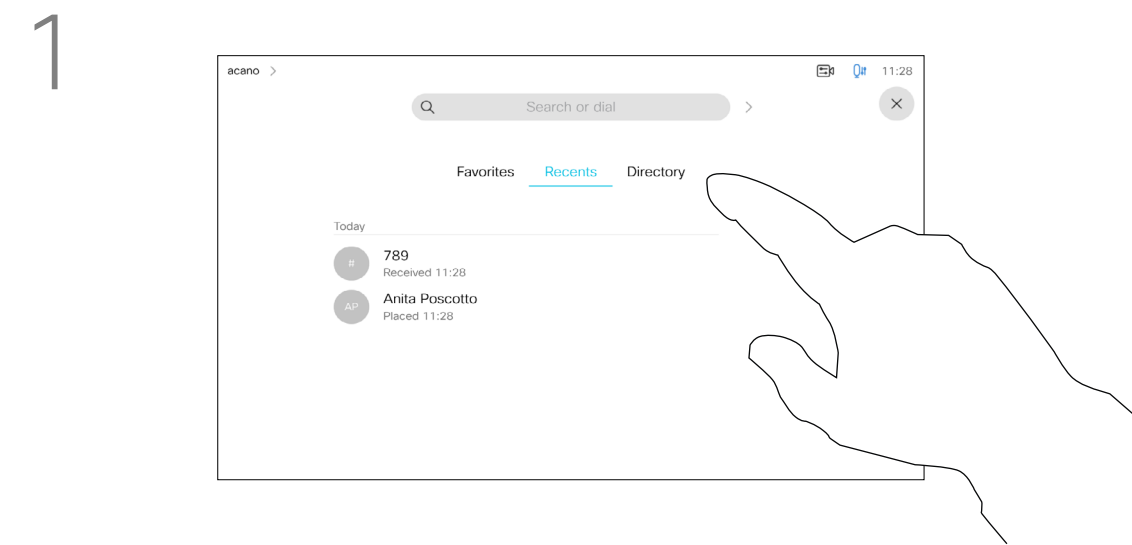 1
acano >
11:28
Search or dial
Favorites Recents Directory
Today
#
789
Received 11:28
AP
Anita Poscotto
Placed 11:28